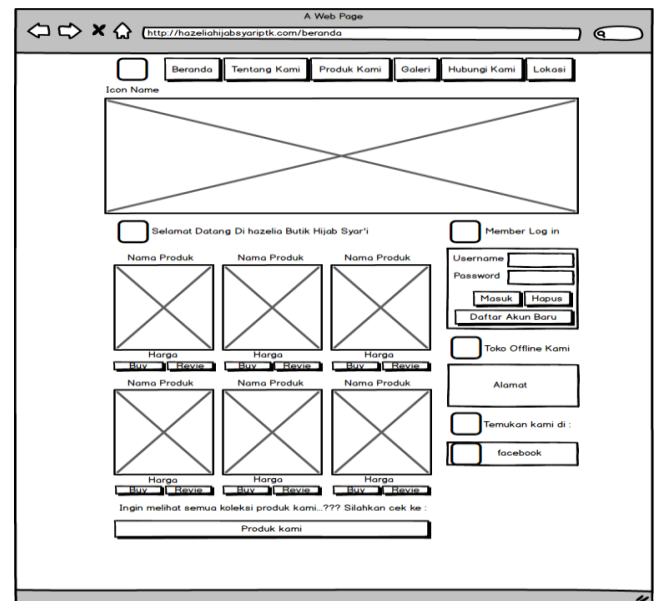 A Web Page
http://hazeliahijabsyariptk.com/beranda
Beranda Tentang Kami Produk Kami Galeri Hubungi Kami Lokasi
Icon Name
Selamat Datang Di hazelia Butik Hijab Syar'i
Member Log in
Nama Produk Nama Produk Nama Produk
Username
Password
Masuk Hapus
Daftar Akun Baru
Harga Harga Harga
Buy Revie Buy Revie Buy Revie
Toko Offline Kami
Nama Produk Nama Produk Nama Produk
Alamat
Temukan kami di :
facebook
Harga Harga Harga
Buy Revie Buy Revie Buy Revie
Ingin melihat semua koleksi produk kami...??? Silahkan cek ke :
Produk kami